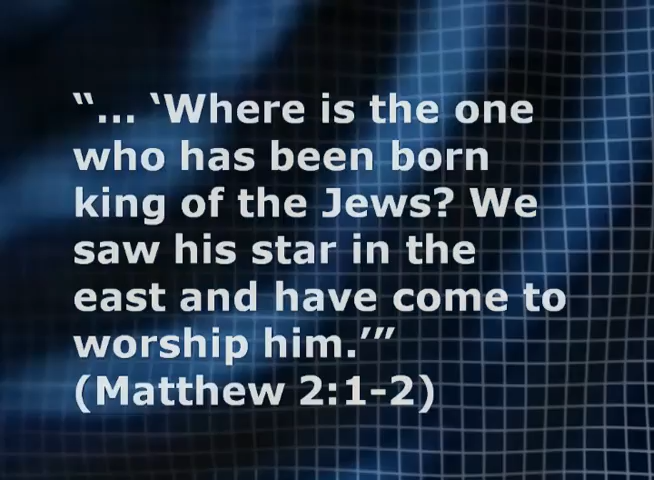 “... ‘Where is the one
who has been born
king of the Jews? We
saw his star in the
east and have come to
worship him.’”
(Matthew 2:1-2)